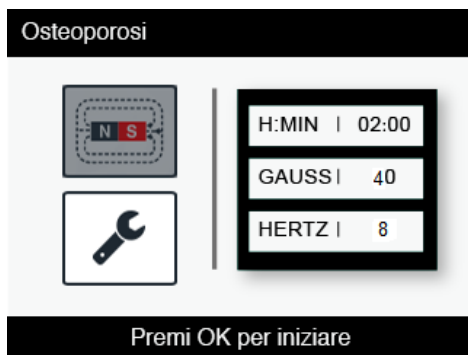 Osteoporosi
N S
H:MIN | 02:00
GAUSS | 40
HERTZ | 8
Premi OK per iniziare